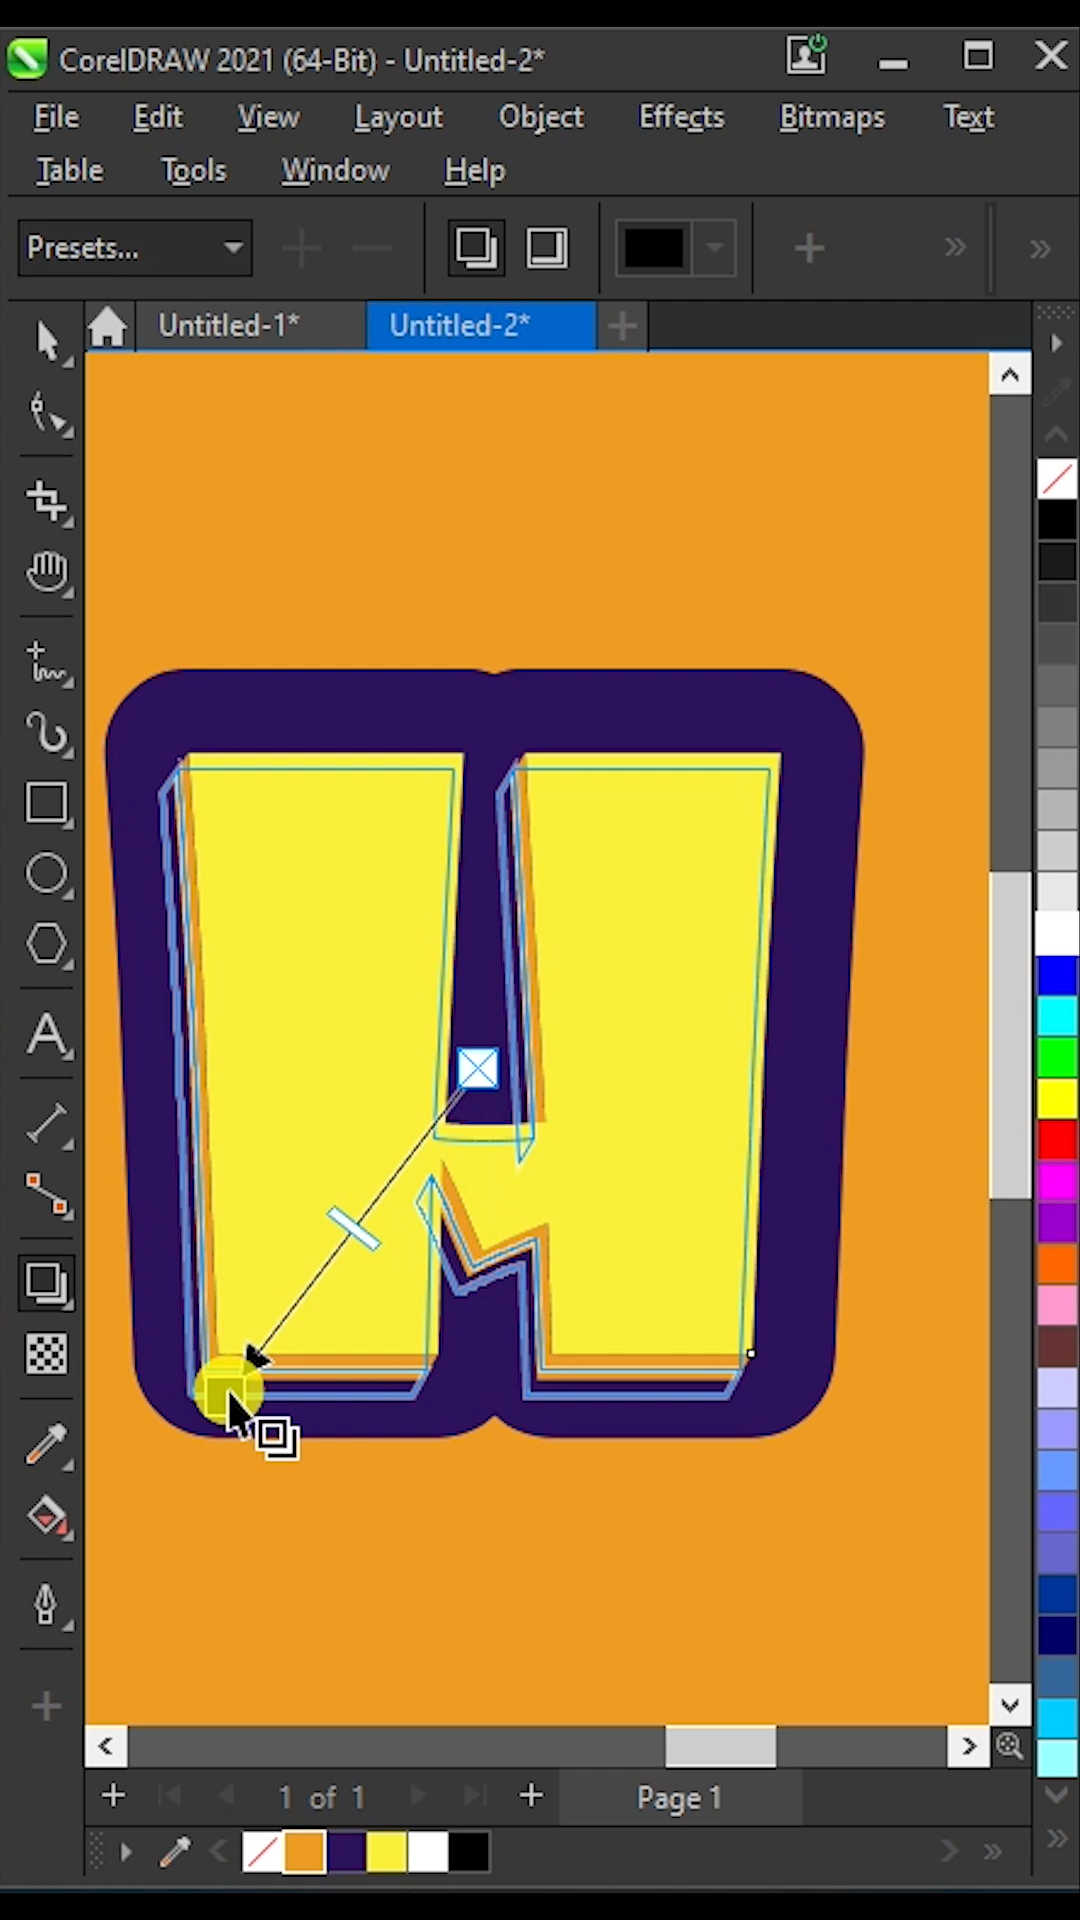 CorelDRAW 2021 (64-Bit) - Untitled-2*
File Edit View Layout Object Effects Bitmaps Text
Table Tools Window Help
Presets...
Untitled-1* Untitled-2*
1 of 1 Page 1